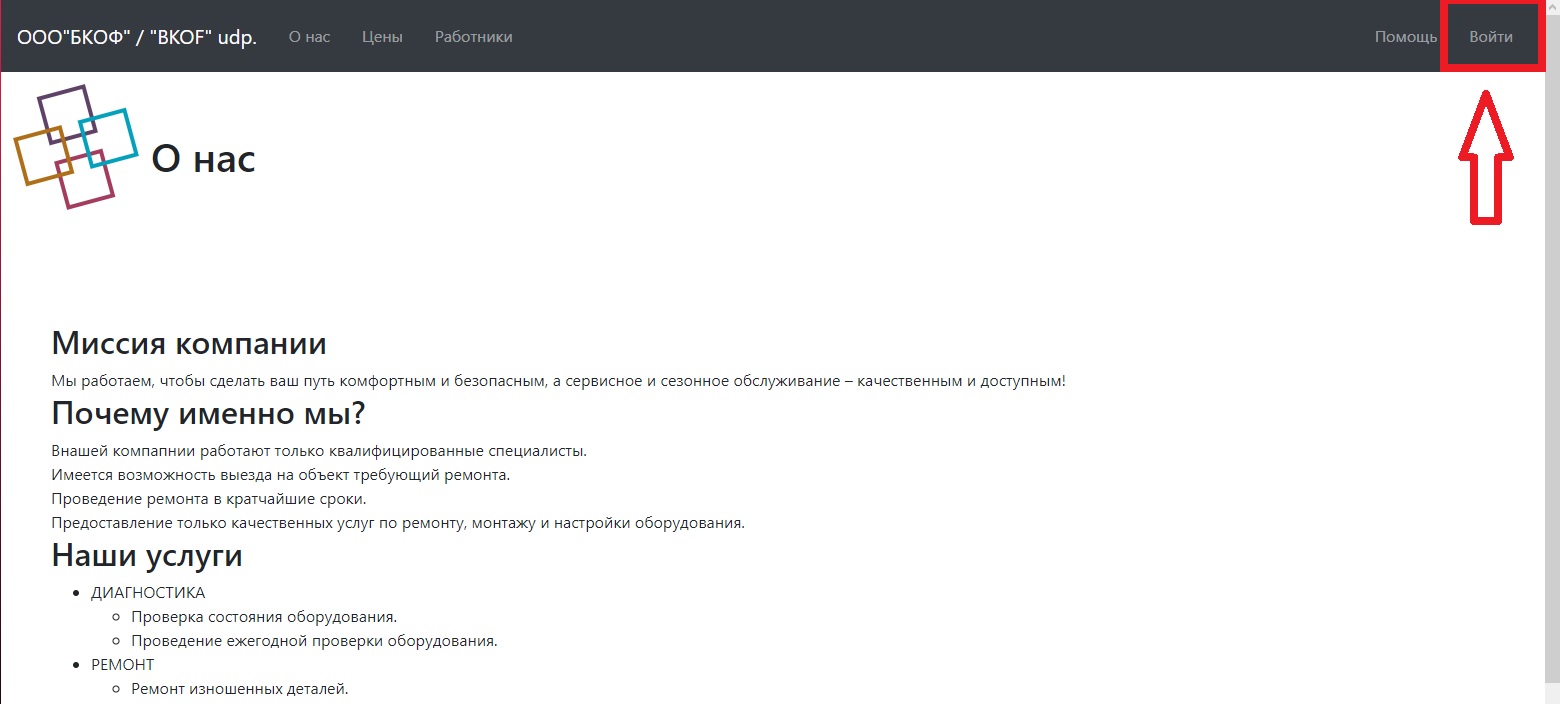 ООО"БКОФ" / "BKOF" udp. О нас Цены Работники Помощь Войти
О нас
Миссия компании
Мы работаем, чтобы сделать ваш путь комфортным и безопасным, а сервисное и сезонное обслуживание – качественным и доступным!
Почему именно мы?
Внашей компапнии работают только квалифицированные специалисты.
Имеется возможность выезда на объект требующий ремонта.
Проведение ремонта в кратчайшие сроки.
Предоставление только качественных услуг по ремонту, монтажу и настройки оборудования.
Наши услуги
ДИАГНОСТИКА
Проверка состояния оборудования.
Проведение ежегодной проверки оборудования.
РЕМОНТ
Ремонт изношенных деталей.